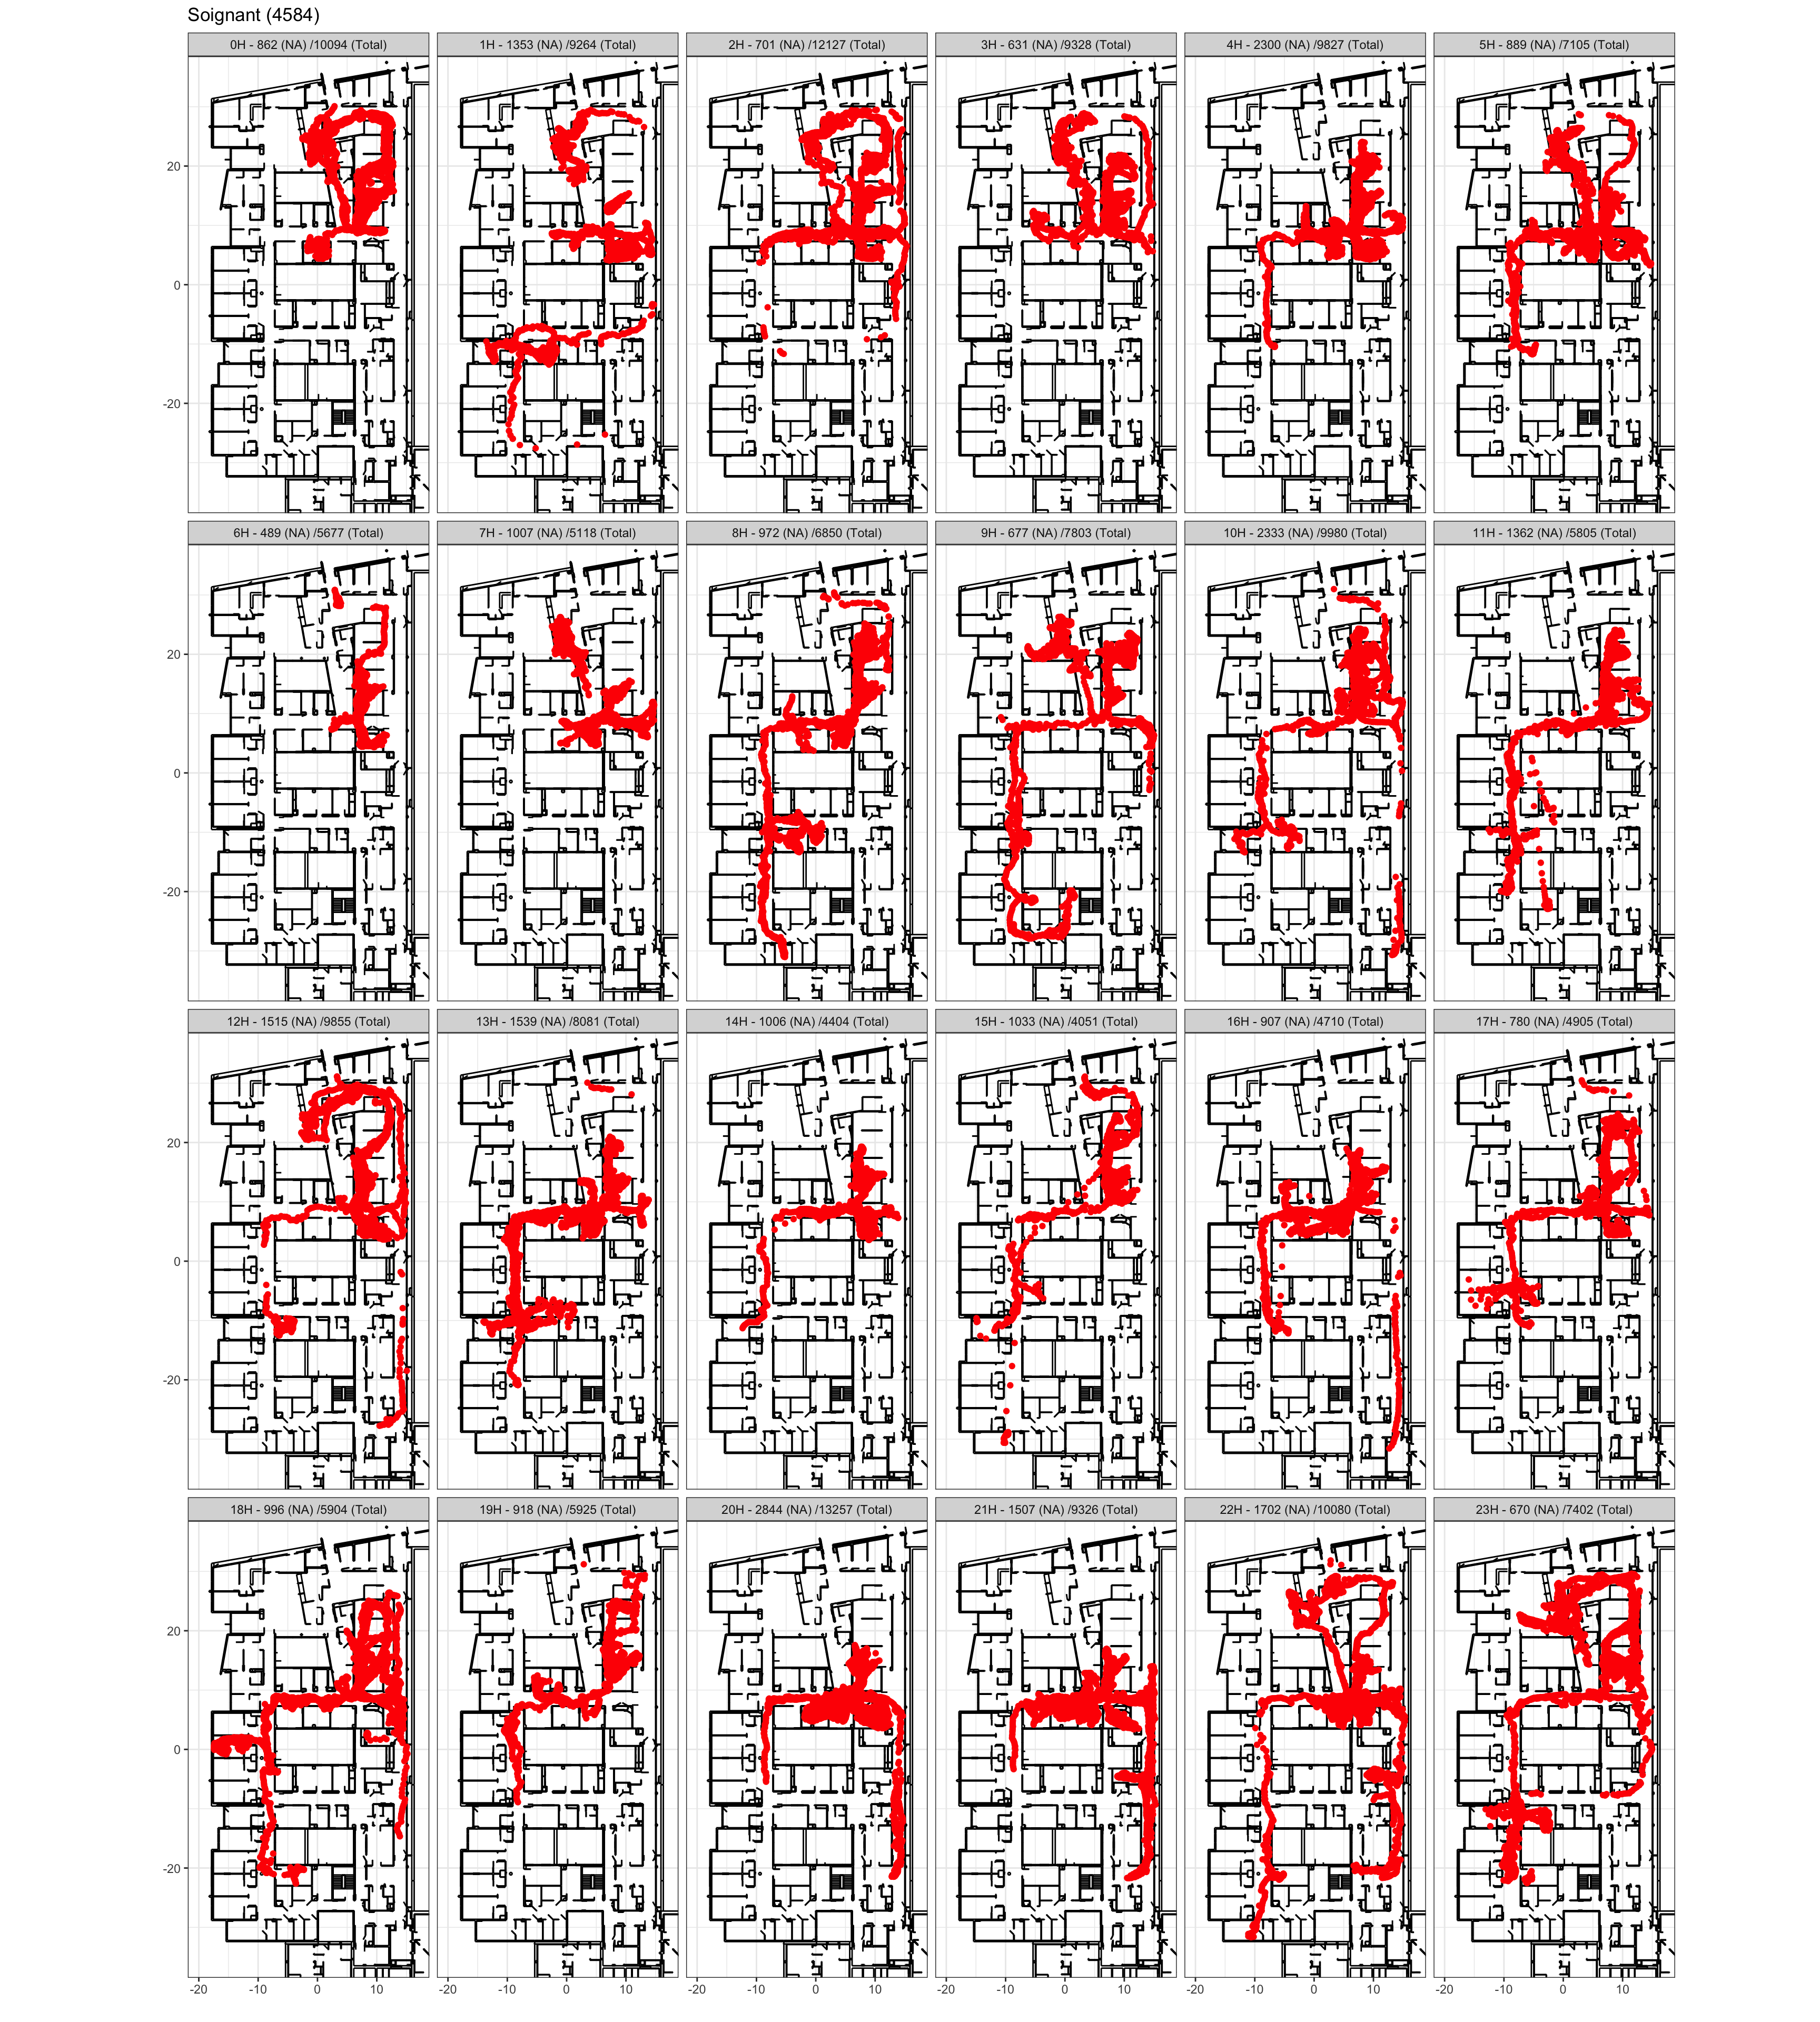 Soignant (4584)
0H - 862 (NA) /10094 (Total)
1H - 1353 (NA) /9264 (Total)
2H - 701 (NA) /12127 (Total)
3H - 631 (NA) /9328 (Total)
4H - 2300 (NA) /9827 (Total)
5H - 889 (NA) /7105 (Total)
20
0
-20
6H - 489 (NA) /5677 (Total)
7H - 1007 (NA) /5118 (Total)
8H - 972 (NA) /6850 (Total)
9H - 677 (NA) /7803 (Total)
10H - 2333 (NA) /9980 (Total)
11H - 1362 (NA) /5805 (Total)
20
0
-20
12H - 1515 (NA) /9855 (Total)
13H - 1539 (NA) /8081 (Total)
14H - 1006 (NA) /4404 (Total)
15H - 1033 (NA) /4051 (Total)
16H - 907 (NA) /4710 (Total)
17H - 780 (NA) /4905 (Total)
20
0
-20
18H - 996 (NA) /5904 (Total)
19H - 918 (NA) /5925 (Total)
20H - 2844 (NA) /13257 (Total)
21H - 1507 (NA) /9326 (Total)
22H - 1702 (NA) /10080 (Total)
23H - 670 (NA) /7402 (Total)
20
0
-20
-20 -10 0 10
-20 -10 0 10
-20 -10 0 10
-20 -10 0 10
-20 -10 0 10
-20 -10 0 10